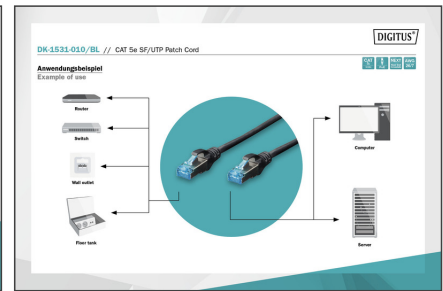 DIGITUS®
DK-1531-010/BL // CAT 5e SF/UTP Patch Cord
Anwendungsbeispiel
Example of use
Router
Switch
Wall outlet
Floor tank
Computer
Server